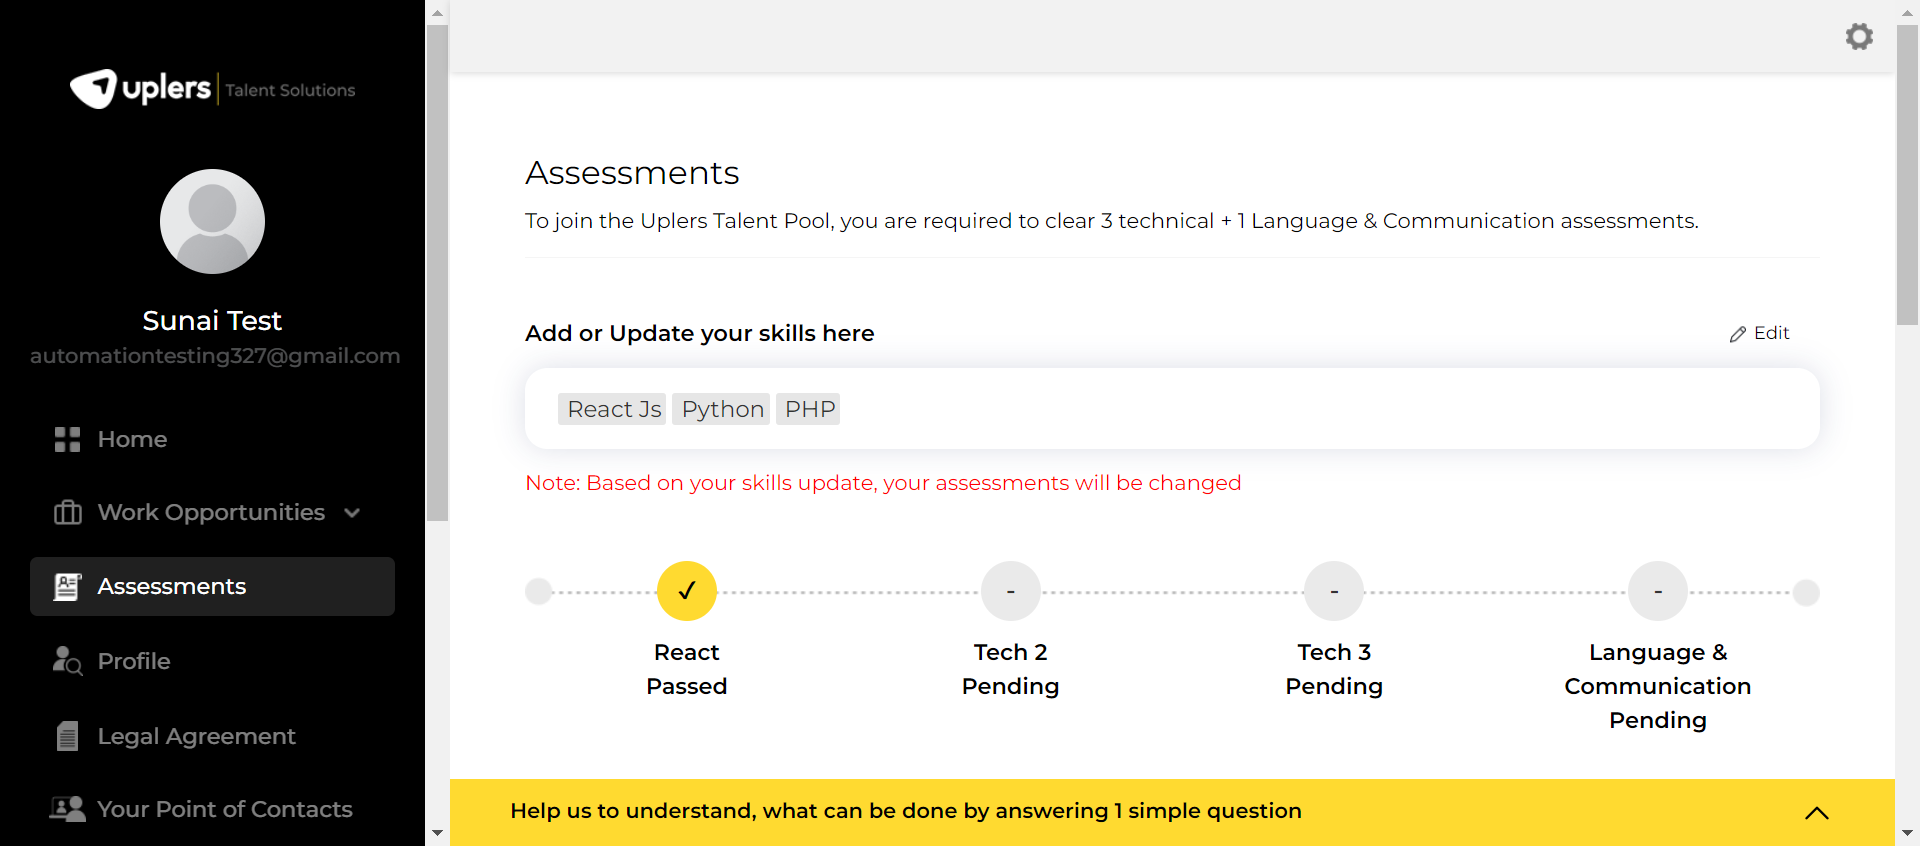 uplers | Talent Solutions
Sunai Test
automationtesting327@gmail.com
Home
Work Opportunities
Assessments
Profile
Legal Agreement
Your Point of Contacts
Assessments
To join the Uplers Talent Pool, you are required to clear 3 technical + 1 Language & Communication assessments.
Add or Update your skills here
Edit
React Js Python PHP
Note: Based on your skills update, your assessments will be changed
React
Passed
Tech 2
Pending
Tech 3
Pending
Language &
Communication
Pending
Help us to understand, what can be done by answering 1 simple question